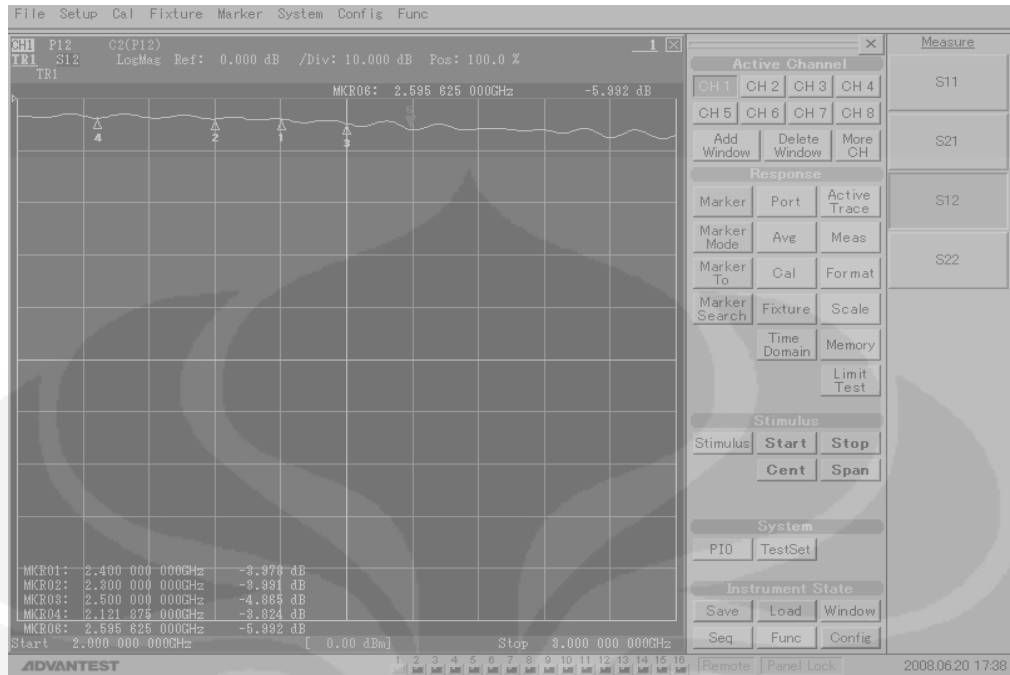 File Setup Cal Fixture Marker System Config Func
CH1 P12 C2(P12) 1
TR1 S12 LogMag Ref: 0.000 dB /Div: 10.000 dB Pos: 100.0 %
TR1
MKR06: 2.595 625 000GHz -5.992 dB
4
2
1
3
MKR01: 2.400 000 000GHz -3.978 dB
MKR02: 2.300 000 000GHz -3.991 dB
MKR03: 2.500 000 000GHz -4.865 dB
MKR04: 2.121 875 000GHz -3.824 dB
MKR06: 2.595 625 000GHz -5.992 dB
Start 2.000 000 000GHz [ 0.00 dBm] Stop 3.000 000 000GHz
Active Channel
CH 1 CH 2 CH 3 CH 4
CH 5 CH 6 CH 7 CH 8
Add Window Delete Window More CH
Response
Marker Port Active Trace
Marker Mode Avg Meas
Marker To Cal Format
Marker Search Fixture Scale
Time Domain Memory
Limit Test
Stimulus
Stimulus Start Stop
Cent Span
System
PIO TestSet
Instrument State
Save Load Window
Seq Func Config
Measure
S11
S21
S12
S22
ADVANTEST 1 2 3 4 5 6 7 8 9 10 11 12 13 14 15 16 Remote Panel Lock 2008.06.20 17:38